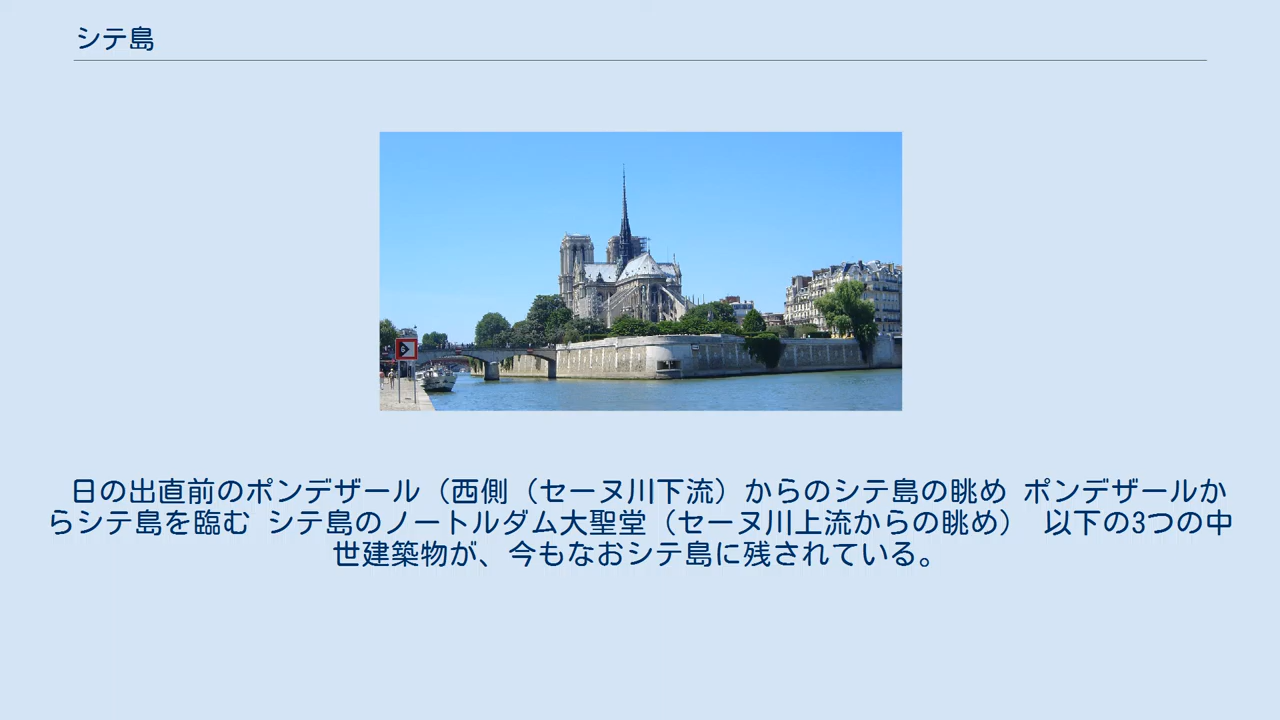 シテ島
日の出直前のポンデザール（西側（セーヌ川下流）からのシテ島の眺め ポンデザールか
らシテ島を臨む シテ島のノートルダム大聖堂（セーヌ川上流からの眺め） 以下の3つの中
世建築物が、今もなおシテ島に残されている。